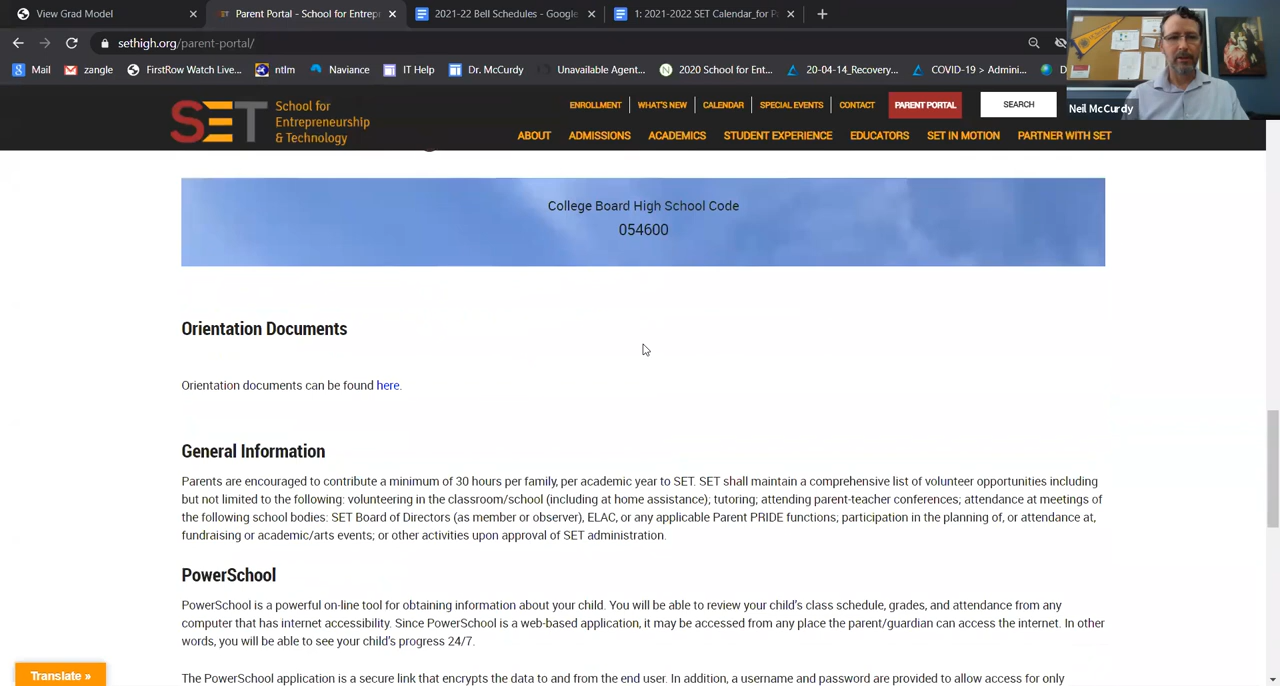 View Grad Model
Parent Portal - School for Entrepr
2021-22 Bell Schedules - Google
1: 2021-2022 SET Calendar_for P
sethigh.org/parent-portal/
Mail
zangle
FirstRow Watch Live...
ntlm
Naviance
IT Help
Dr. McCurdy
Unavailable Agent...
2020 School for Ent...
20-04-14_Recovery...
COVID-19 > Admini...
Neil McCurdy
SET
School for
Entrepreneurship
& Technology
ENROLLMENT
WHAT'S NEW
CALENDAR
SPECIAL EVENTS
CONTACT
PARENT PORTAL
SEARCH
ABOUT
ADMISSIONS
ACADEMICS
STUDENT EXPERIENCE
EDUCATORS
SET IN MOTION
PARTNER WITH SET
College Board High School Code
054600
Orientation Documents
Orientation documents can be found here.
General Information
Parents are encouraged to contribute a minimum of 30 hours per family, per academic year to SET. SET shall maintain a comprehensive list of volunteer opportunities including
but not limited to the following: volunteering in the classroom/school (including at home assistance); tutoring; attending parent-teacher conferences; attendance at meetings of
the following school bodies: SET Board of Directors (as member or observer), ELAC, or any applicable Parent PRIDE functions; participation in the planning of, or attendance at,
fundraising or academic/arts events; or other activities upon approval of SET administration.
PowerSchool
PowerSchool is a powerful on-line tool for obtaining information about your child. You will be able to review your child's class schedule, grades, and attendance from any
computer that has internet accessibility. Since PowerSchool is a web-based application, it may be accessed from any place the parent/guardian can access the internet. In other
words, you will be able to see your child's progress 24/7.
The PowerSchool application is a secure link that encrypts the data to and from the end user. In addition, a username and password are provided to allow access for only
Translate »